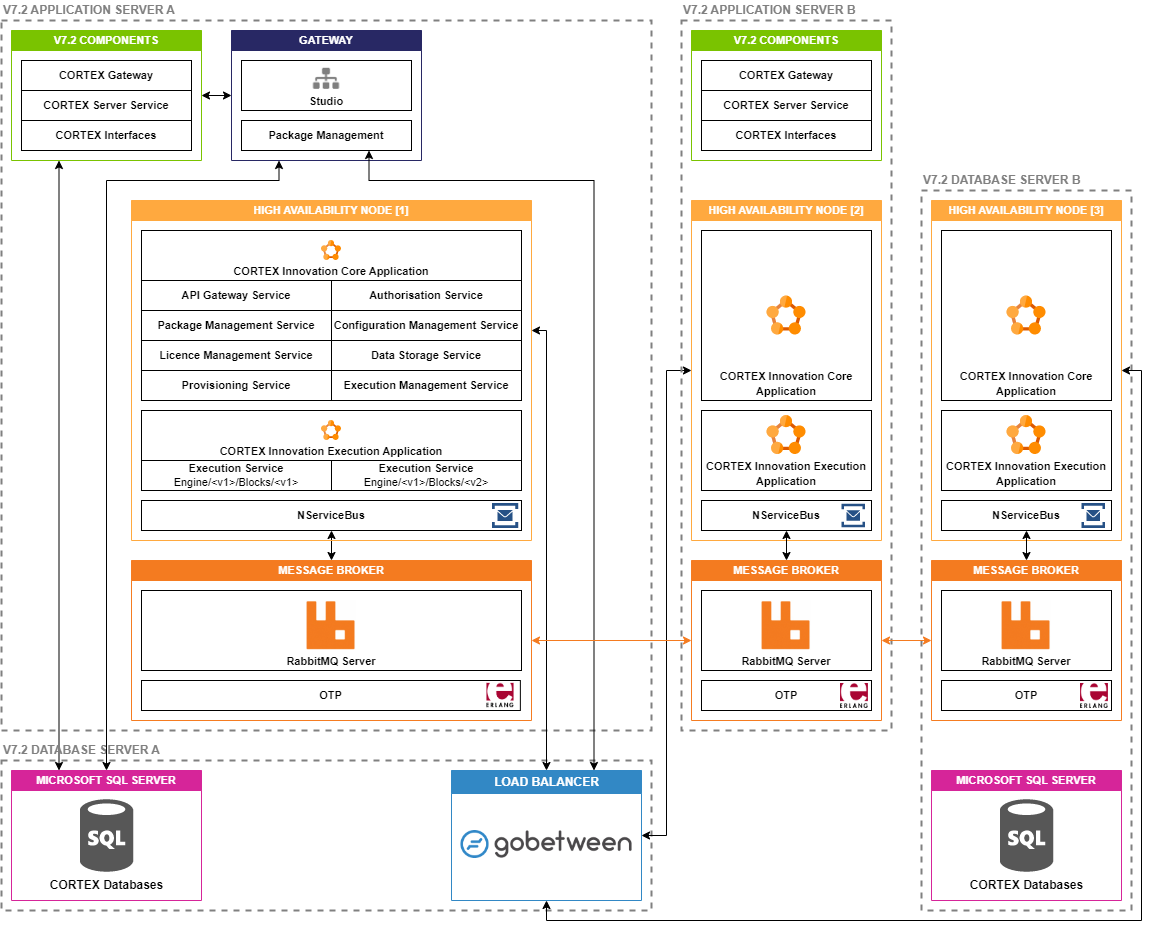 V7.2 APPLICATION SERVER A
V7.2 COMPONENTS
CORTEX Gateway
CORTEX Server Service
CORTEX Interfaces
GATEWAY
Studio
Package Management
HIGH AVAILABILITY NODE [1]
CORTEX Innovation Core Application
API Gateway Service
Authorisation Service
Package Management Service
Configuration Management Service
Licence Management Service
Data Storage Service
Provisioning Service
Execution Management Service
CORTEX Innovation Execution Application
Execution Service
Engine/<v1>/Blocks/<v1>
Execution Service
Engine/<v1>/Blocks/<v2>
NServiceBus
MESSAGE BROKER
RabbitMQ Server
OTP
ERLANG
V7.2 APPLICATION SERVER B
V7.2 COMPONENTS
CORTEX Gateway
CORTEX Server Service
CORTEX Interfaces
HIGH AVAILABILITY NODE [2]
CORTEX Innovation Core
Application
CORTEX Innovation Execution
Application
NServiceBus
MESSAGE BROKER
RabbitMQ Server
OTP
ERLANG
V7.2 DATABASE SERVER B
HIGH AVAILABILITY NODE [3]
CORTEX Innovation Core
Application
CORTEX Innovation Execution
Application
NServiceBus
MESSAGE BROKER
RabbitMQ Server
OTP
ERLANG
MICROSOFT SQL SERVER
SQL
CORTEX Databases
V7.2 DATABASE SERVER A
MICROSOFT SQL SERVER
SQL
CORTEX Databases
LOAD BALANCER
gobetween